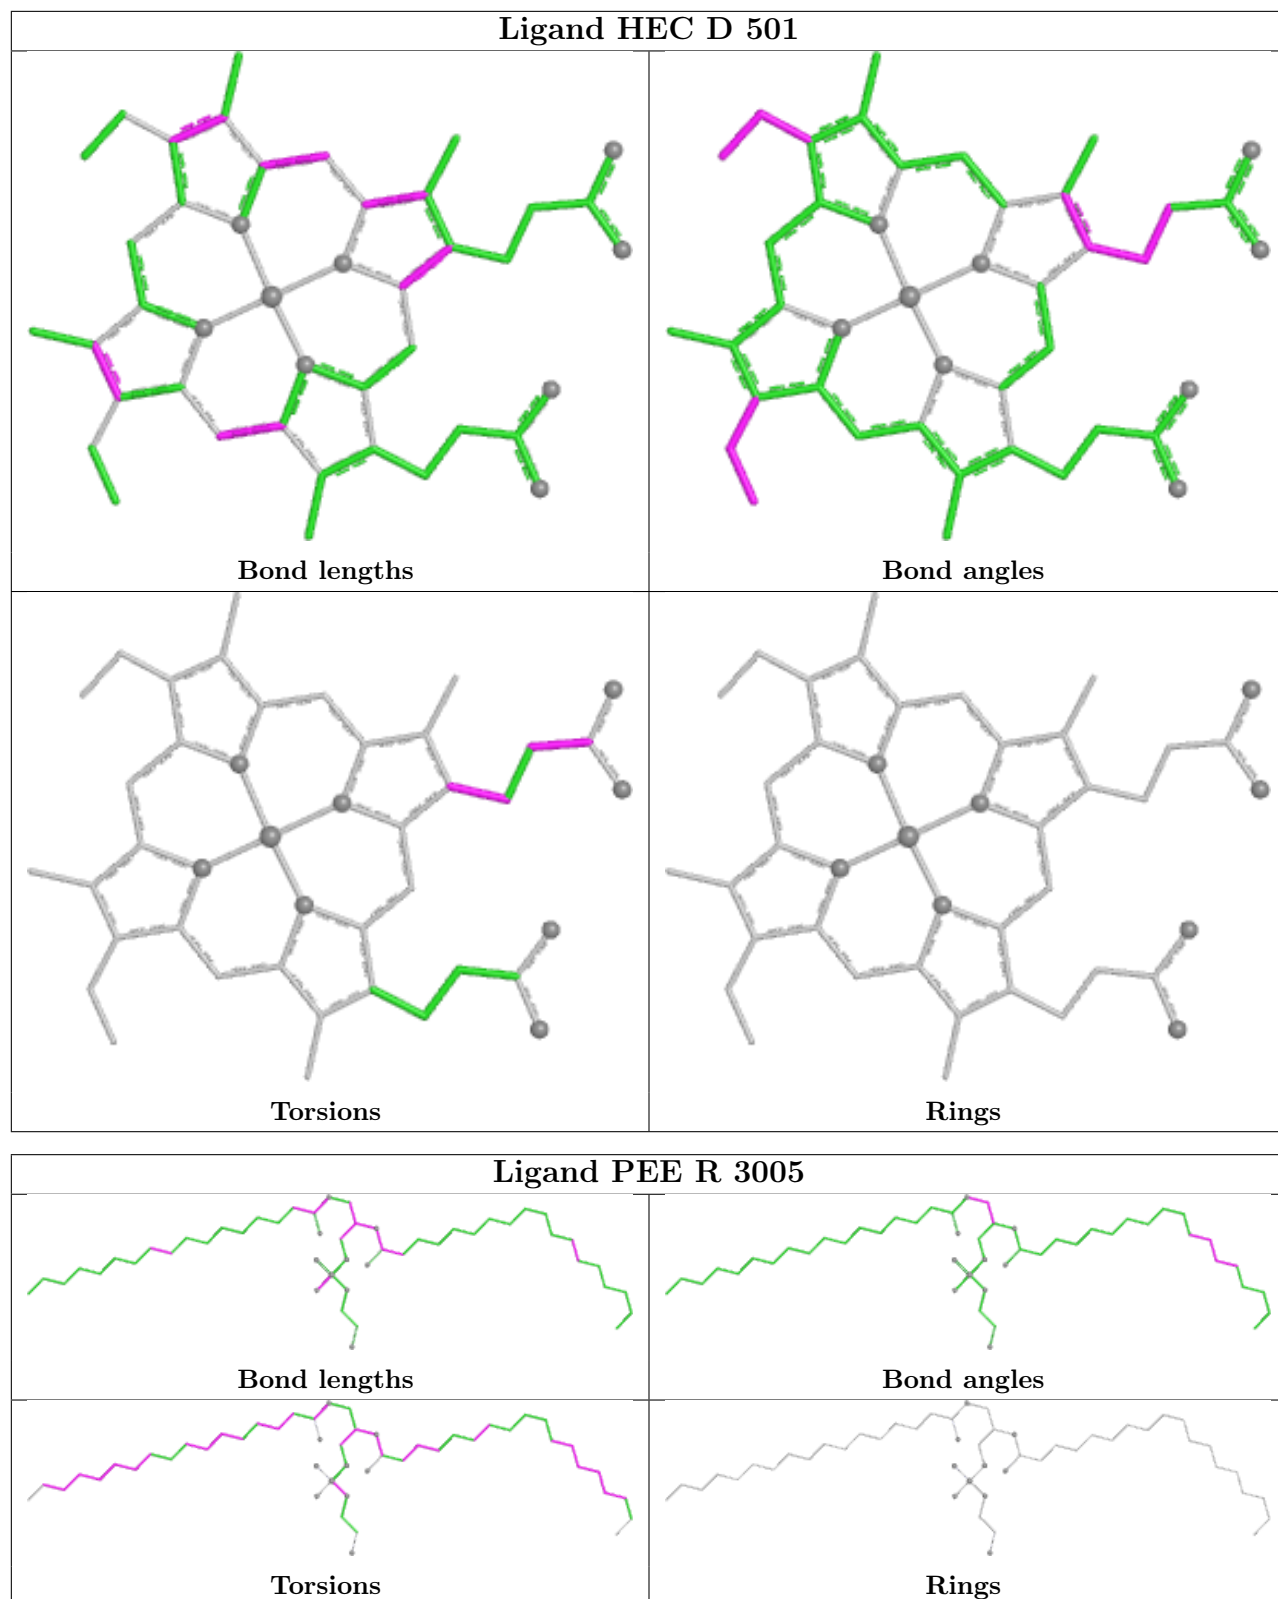 Ligand HEC D 501
Bond lengths
Bond angles
Torsions
Rings
Ligand PEE R 3005
Bond lengths
Bond angles
Torsions
Rings